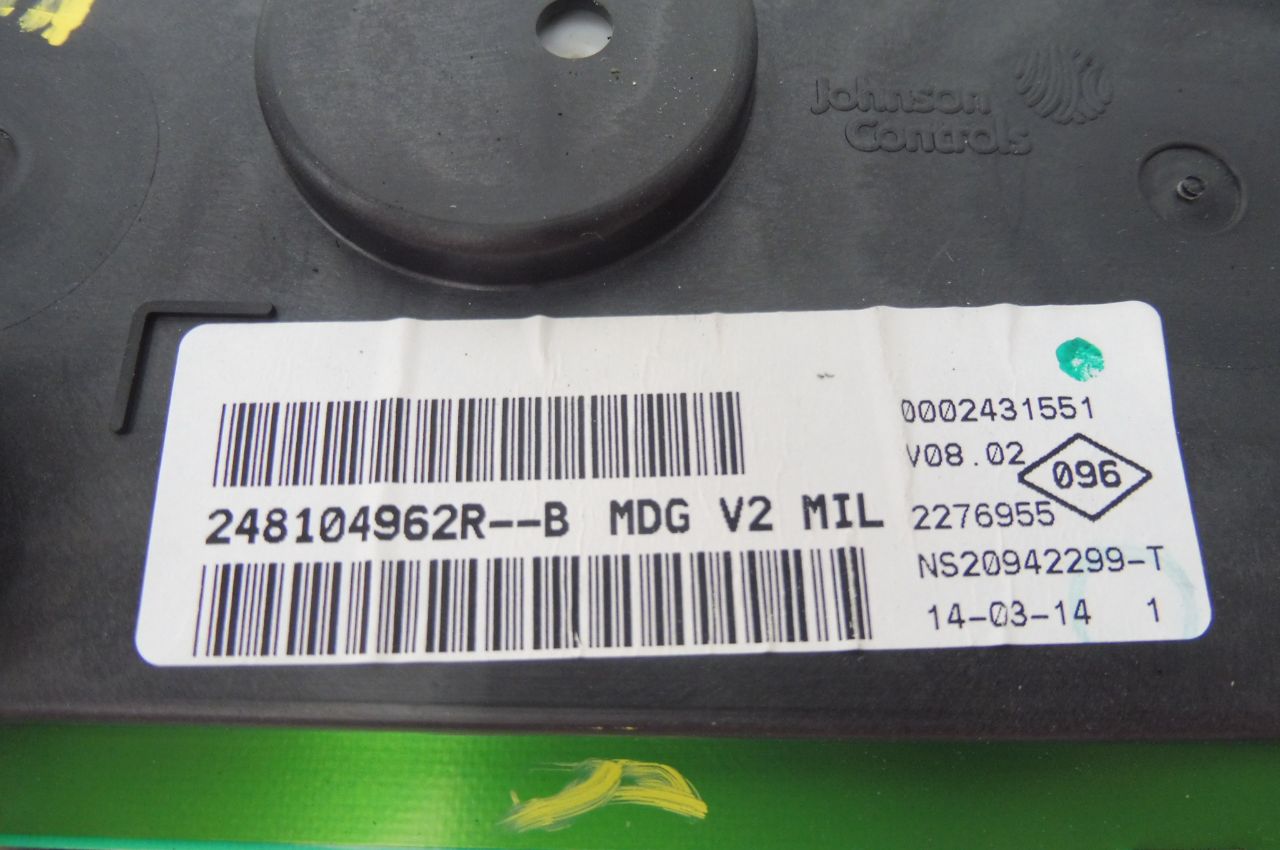 Johnson
Controls
0002431551
V08.02
096
248104962R--B MDG V2 MIL
2276955
NS20942299-T
14-03-14 1